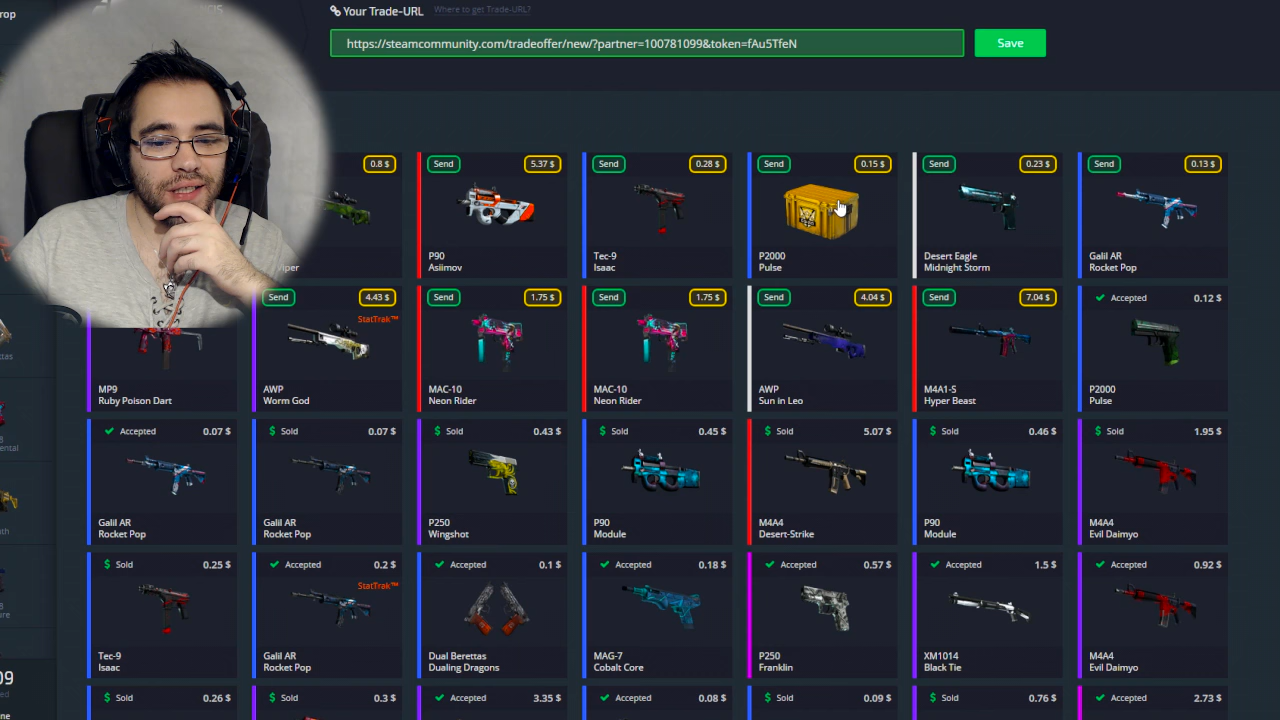 rop
Your Trade-URL
Where to get Trade-URL?
https://steamcommunity.com/tradeoffer/new/?partner=100781099&token=fAu5TfeN
Save
0.8 $
Send 5.37 $
P90
Asiimov
Send 0.28 $
Tec-9
Isaac
Send 0.15 $
P2000
Pulse
Send 0.23 $
Desert Eagle
Midnight Storm
Send 0.13 $
Galil AR
Rocket Pop
MP9
Ruby Poison Dart
Send 4.43 $
StatTrak™
AWP
Worm God
Send 1.75 $
MAC-10
Neon Rider
Send 1.75 $
MAC-10
Neon Rider
Send 4.04 $
AWP
Sun in Leo
Send 7.04 $
M4A1-S
Hyper Beast
Accepted 0.12 $
P2000
Pulse
Accepted 0.07 $
Galil AR
Rocket Pop
$ Sold 0.07 $
Galil AR
Rocket Pop
$ Sold 0.43 $
P250
Wingshot
$ Sold 0.45 $
P90
Module
$ Sold 5.07 $
M4A4
Desert-Strike
$ Sold 0.46 $
P90
Module
$ Sold 1.95 $
M4A4
Evil Daimyo
$ Sold 0.25 $
Tec-9
Isaac
Accepted 0.2 $
StatTrak™
Galil AR
Rocket Pop
Accepted 0.1 $
Dual Berettas
Dualing Dragons
Accepted 0.18 $
MAG-7
Cobalt Core
Accepted 0.57 $
P250
Franklin
Accepted 1.5 $
XM1014
Black Tie
Accepted 0.92 $
M4A4
Evil Daimyo
$ Sold 0.26 $
$ Sold 0.3 $
Accepted 3.35 $
Accepted 0.08 $
$ Sold 0.09 $
$ Sold 0.76 $
Accepted 2.73 $